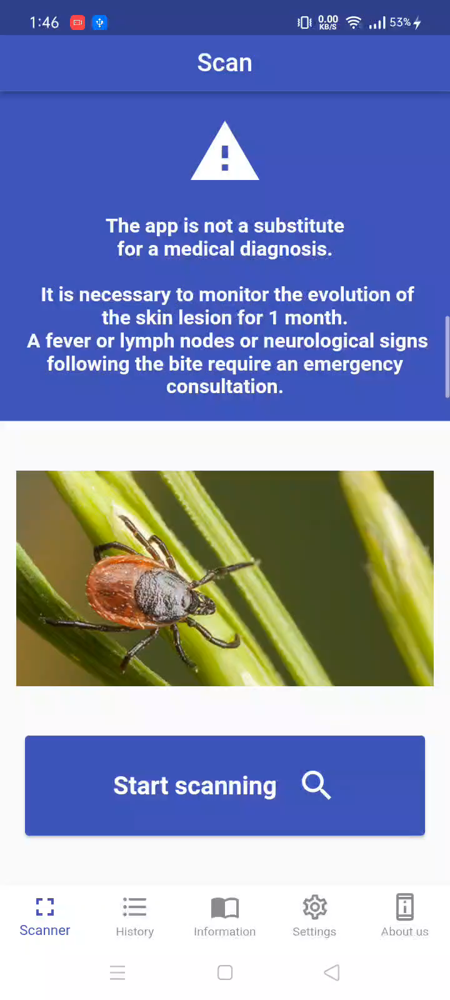 1:46
0.00
KB/S
53%
Scan
The app is not a substitute
for a medical diagnosis.
It is necessary to monitor the evolution of
the skin lesion for 1 month.
A fever or lymph nodes or neurological signs
following the bite require an emergency
consultation.
Start scanning
Scanner
History
Information
Settings
About us